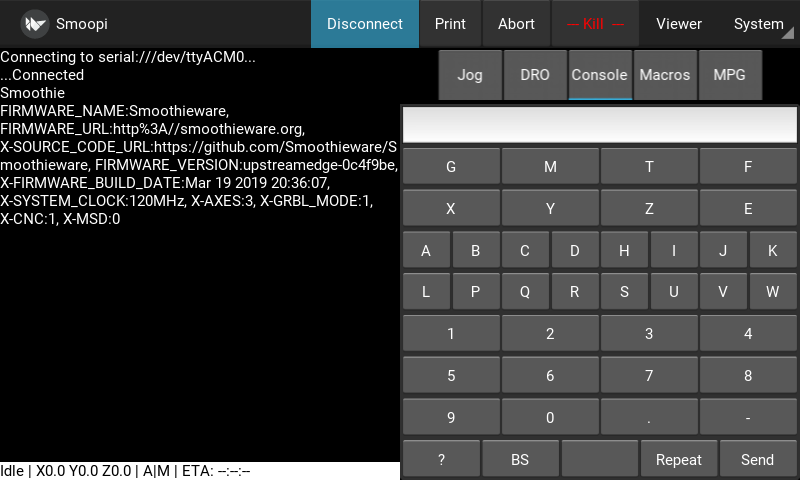 Smoopi Disconnect Print Abort — Kill — Viewer System
Connecting to serial:///dev/ttyACM0...
...Connected
Smoothie
FIRMWARE_NAME:Smoothieware,
FIRMWARE_URL:http%3A//smoothieware.org,
X-SOURCE_CODE_URL:https://github.com/Smoothieware/S
moothieware, FIRMWARE_VERSION:upstreamedge-0c4f9be,
X-FIRMWARE_BUILD_DATE:Mar 19 2019 20:36:07,
X-SYSTEM_CLOCK:120MHz, X-AXES:3, X-GRBL_MODE:1,
X-CNC:1, X-MSD:0
Idle | X0.0 Y0.0 Z0.0 | A|M | ETA: --:--:--
Jog DRO Console Macros MPG
G M T F
X Y Z E
A B C D H I J K
L P Q R S U V W
1 2 3 4
5 6 7 8
9 0 . -
? BS Repeat Send